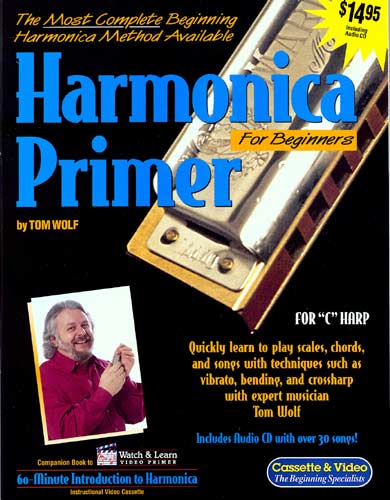 The Most Complete Beginning
Harmonica Method Available
$14.95
Including
Audio CD
Harmonica
For Beginners
Primer
by TOM WOLF
FOR "C" HARP
Quickly learn to play scales, chords,
and songs with techniques such as
vibrato, bending, and crossharp
with expert musician
Tom Wolf
Includes Audio CD with over 30 songs!
Companion Book to
Watch & Learn
VIDEO PRIMER
60-Minute Introduction to Harmonica
Instructional Video Cassette
Cassette & Video
The Beginning Specialists